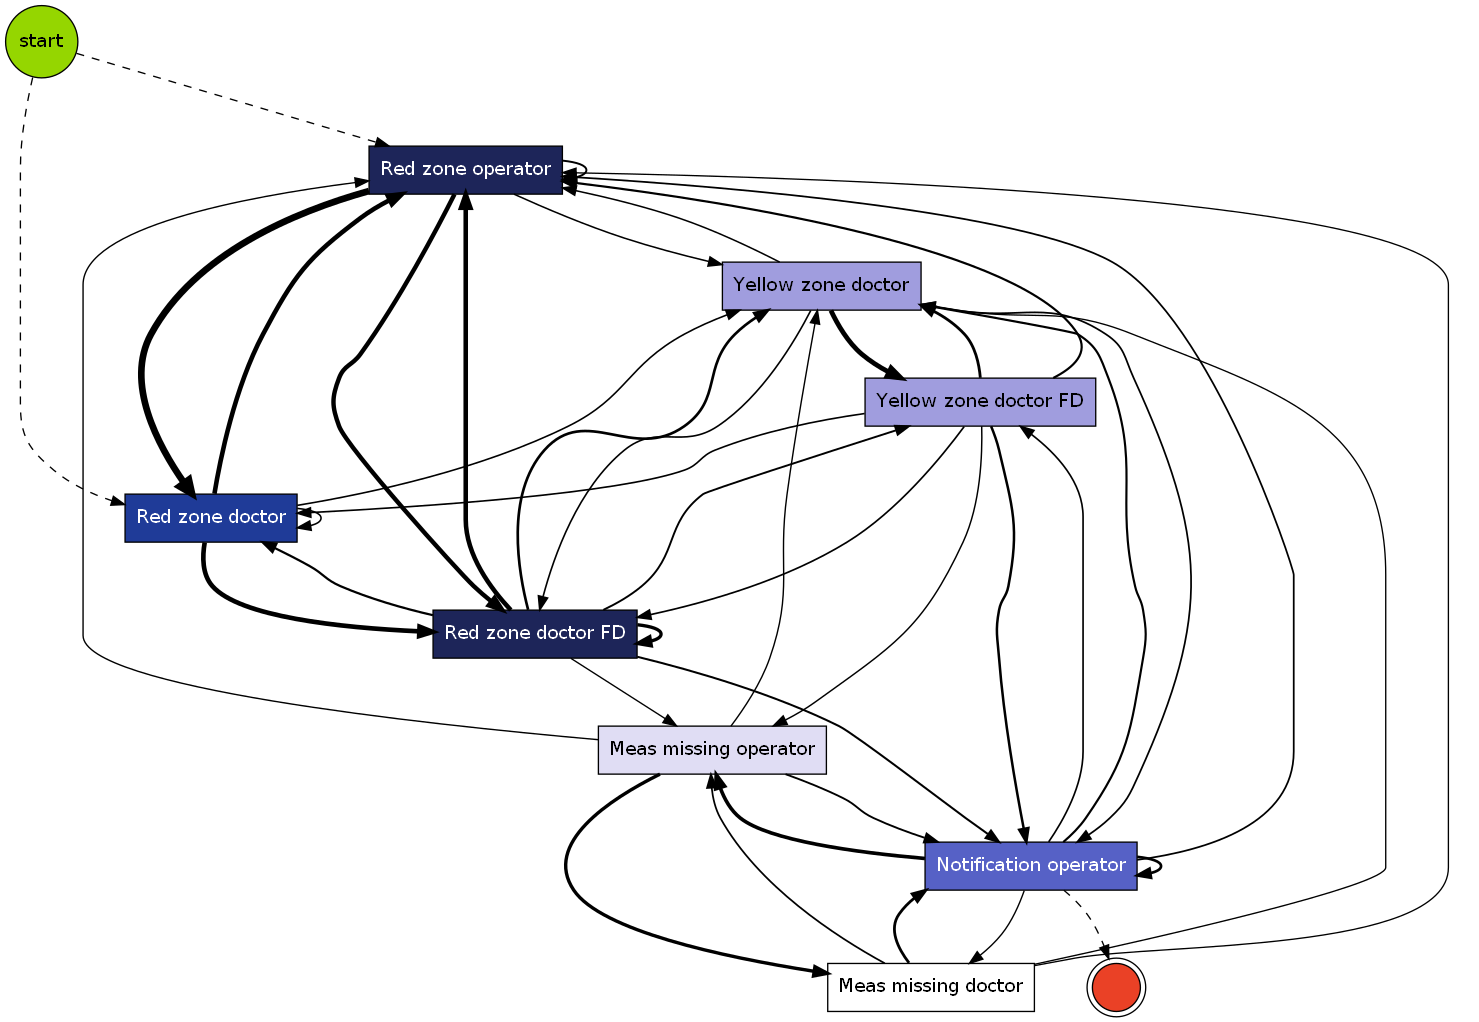 start
Red zone operator
Yellow zone doctor
Yellow zone doctor FD
Red zone doctor
Red zone doctor FD
Meas missing operator
Notification operator
Meas missing doctor